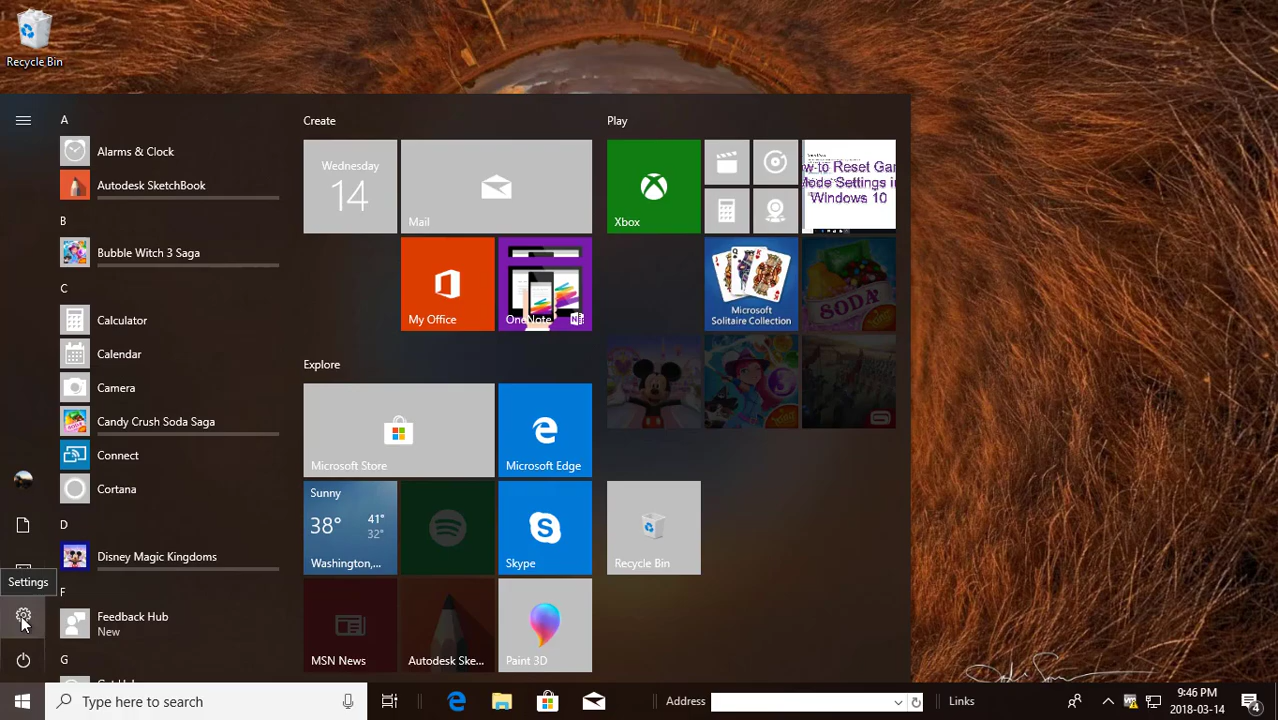 Recycle Bin
A
Alarms & Clock
Autodesk SketchBook
B
Bubble Witch 3 Saga
C
Calculator
Calendar
Camera
Candy Crush Soda Saga
Connect
Cortana
D
Disney Magic Kingdoms
Settings
F
Feedback Hub
New
G
Create
Wednesday
14
Mail
My Office
OneNote
Explore
Microsoft Store
Microsoft Edge
Sunny
38°
41°
32°
Washington,...
Skype
MSN News
Autodesk Ske...
Paint 3D
Play
Xbox
w-to Reset Gam
Mode Settings in
Windows 10
Microsoft
Solitaire Collection
SODA
Recycle Bin
Type here to search
Address
Links
9:46 PM
2018-03-14
4